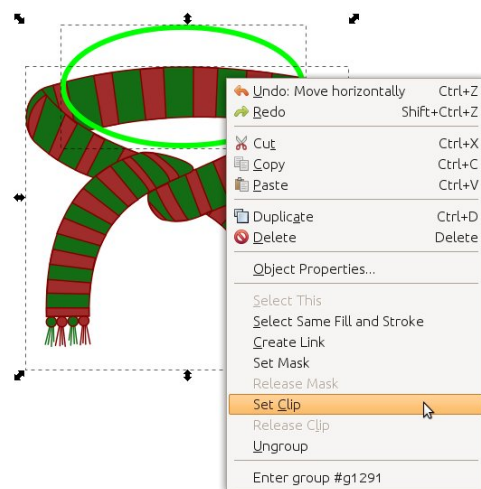 Undo: Move horizontally Ctrl+Z
Redo Shift+Ctrl+Z
Cut Ctrl+X
Copy Ctrl+C
Paste Ctrl+V
Duplicate Ctrl+D
Delete Delete
Object Properties...
Select This
Select Same Fill and Stroke
Create Link
Set Mask
Release Mask
Set Clip
Release Clip
Ungroup
Enter group #g1291